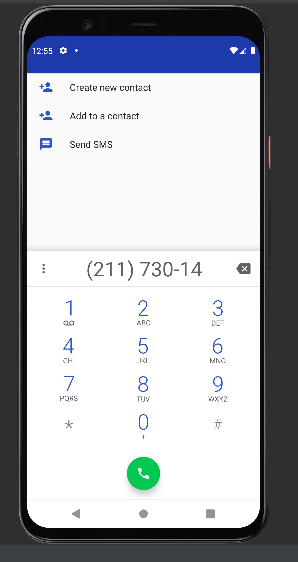 12:55
Create new contact
Add to a contact
Send SMS
(211) 730-14
1 2 3
ABC DEF
4 5 6
GHI JKL MNO
7 8 9
PQRS TUV WXYZ
* 0 #
+